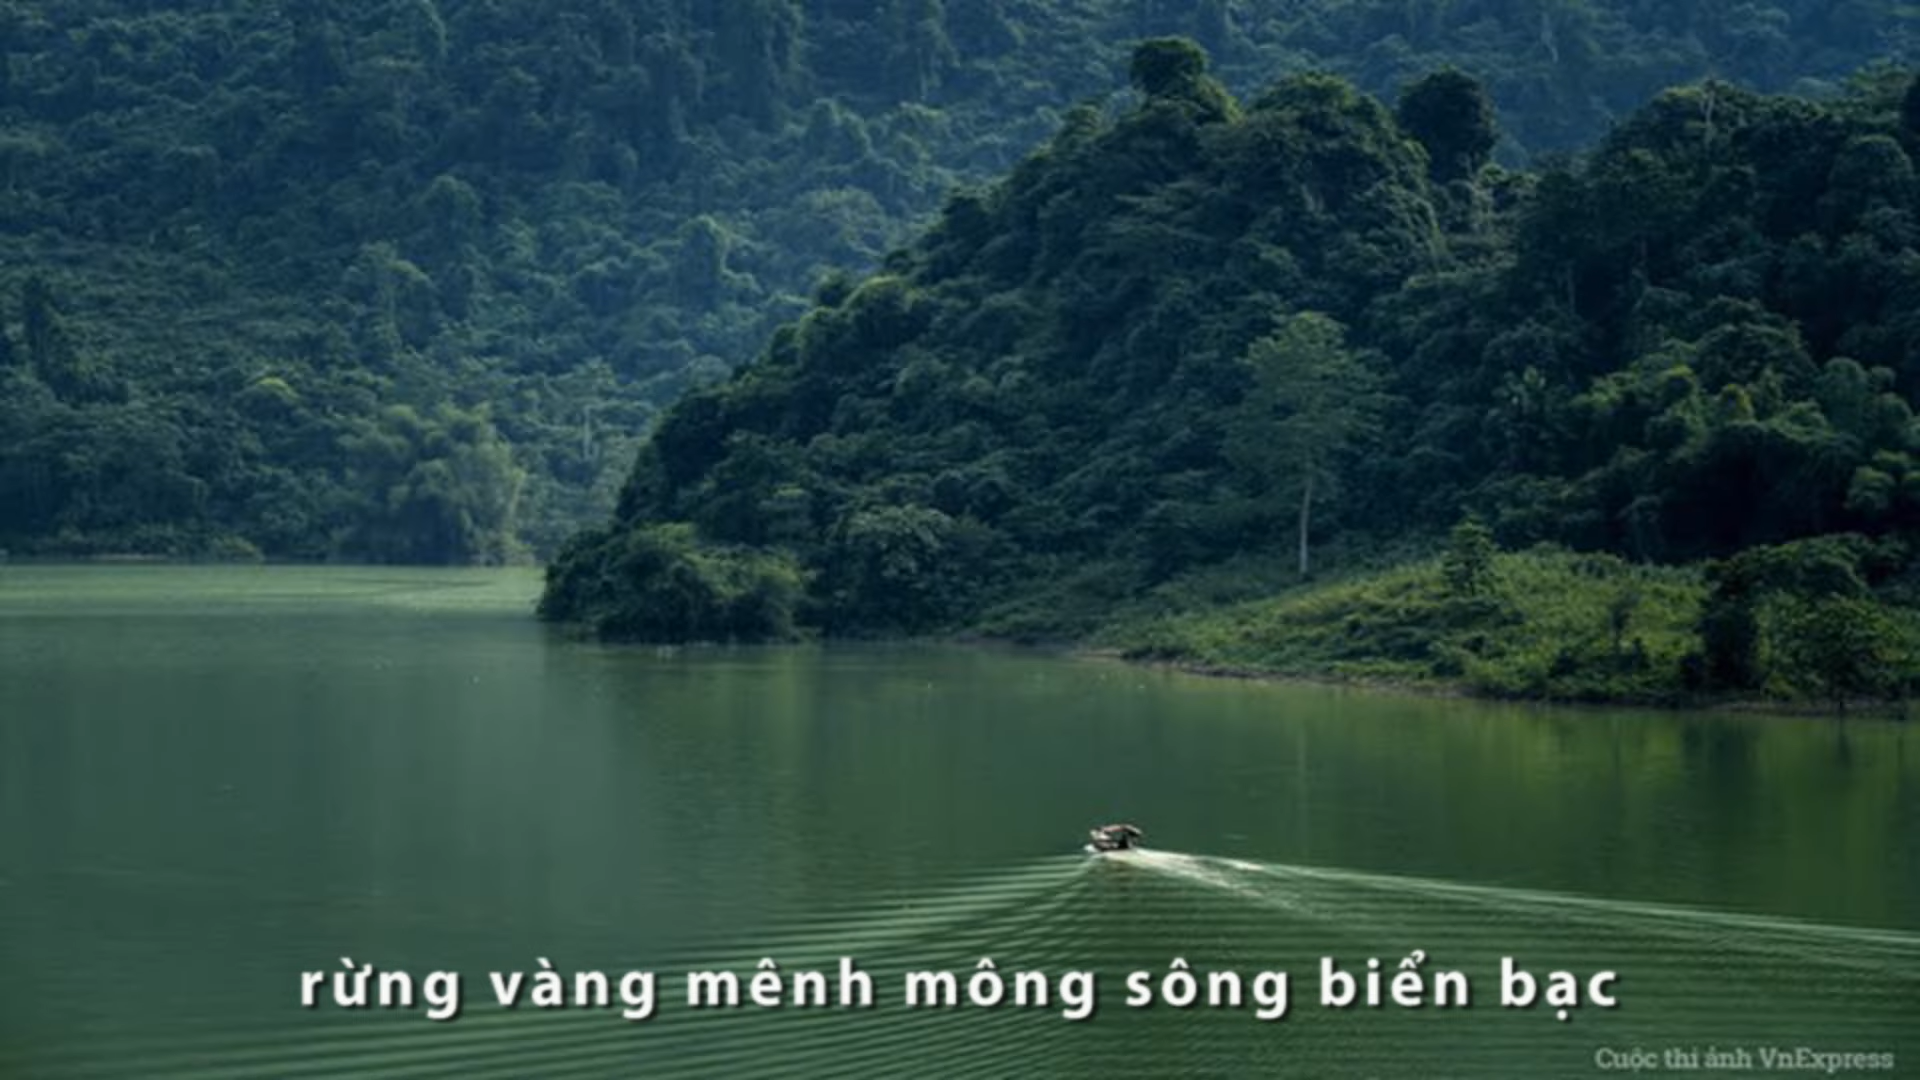 rừng vàng mênh mông sông biển bạc
Cuộc thi ảnh VnExpress